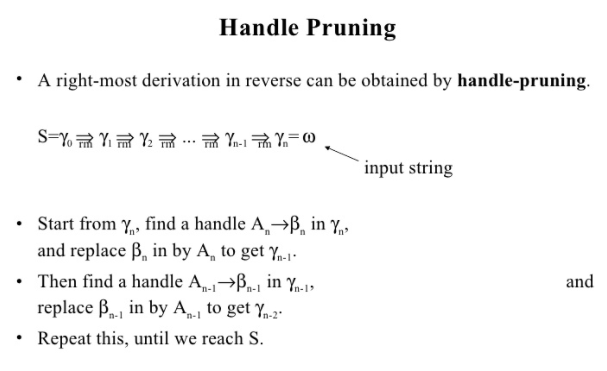 Handle Pruning
• A right-most derivation in reverse can be obtained by handle-pruning.
S=γ₀ ⇒rm γ₁ ⇒rm γ₂ ⇒rm ... ⇒rm γn-1 ⇒rm γn= ω
input string
• Start from γn, find a handle An→βn in γn,
and replace βn in by An to get γn-1.
• Then find a handle An-1→βn-1 in γn-1, and
replace βn-1 in by An-1 to get γn-2.
• Repeat this, until we reach S.